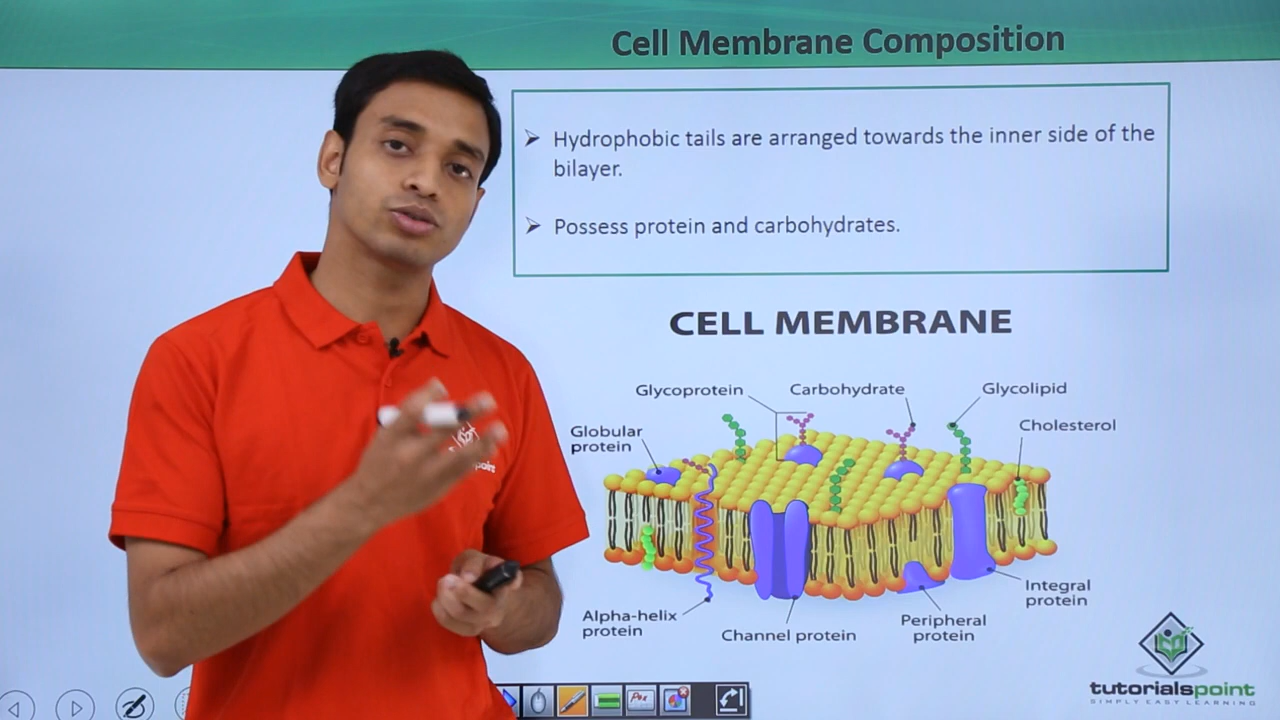 Cell Membrane Composition
➢ Hydrophobic tails are arranged towards the inner side of the
bilayer.
➢ Possess protein and carbohydrates.
CELL MEMBRANE
Glycoprotein
Carbohydrate
Glycolipid
Globular
protein
Cholesterol
Alpha-helix
protein
Channel protein
Peripheral
protein
Integral
protein
tutorialspoint
SIMPLY EASY LEARNING